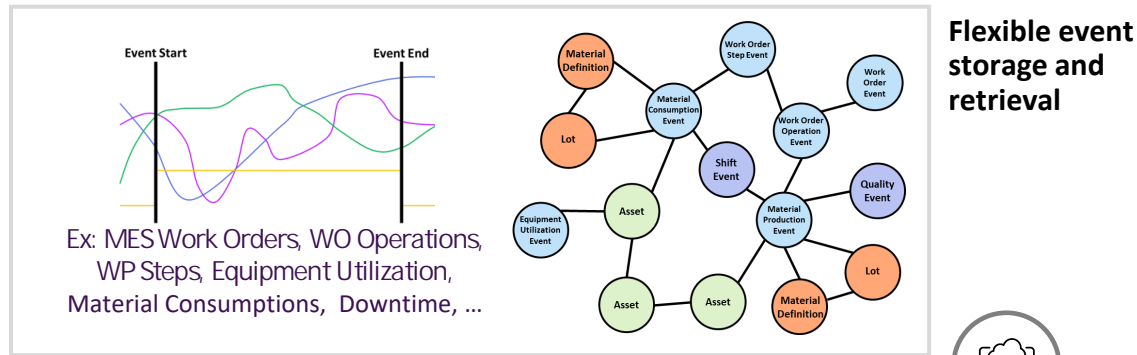 Event Start
Event End
Ex: MES Work Orders, WO Operations,
WP Steps, Equipment Utilization,
Material Consumptions, Downtime, ...
Material
Definition
Lot
Material
Consumption
Event
Work Order
Step Event
Work
Order
Event
Work Order
Operation
Event
Shift
Event
Quality
Event
Asset
Equipment
Utilization
Event
Material
Production
Event
Lot
Asset
Asset
Material
Definition
Flexible event
storage and
retrieval